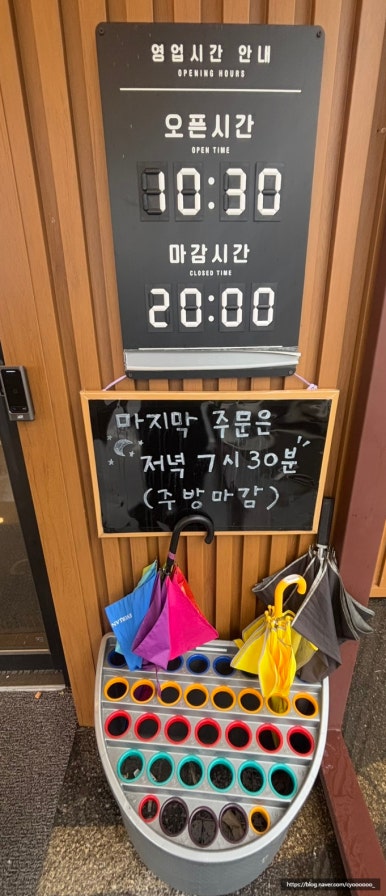 영업시간 안내
OPENING HOURS
오픈시간
OPEN TIME
10:30
마감시간
CLOSED TIME
20:00
마지막 주문은
저녁 7시 30분
(주방마감)
https://blog.naver.com/cyoooooo_